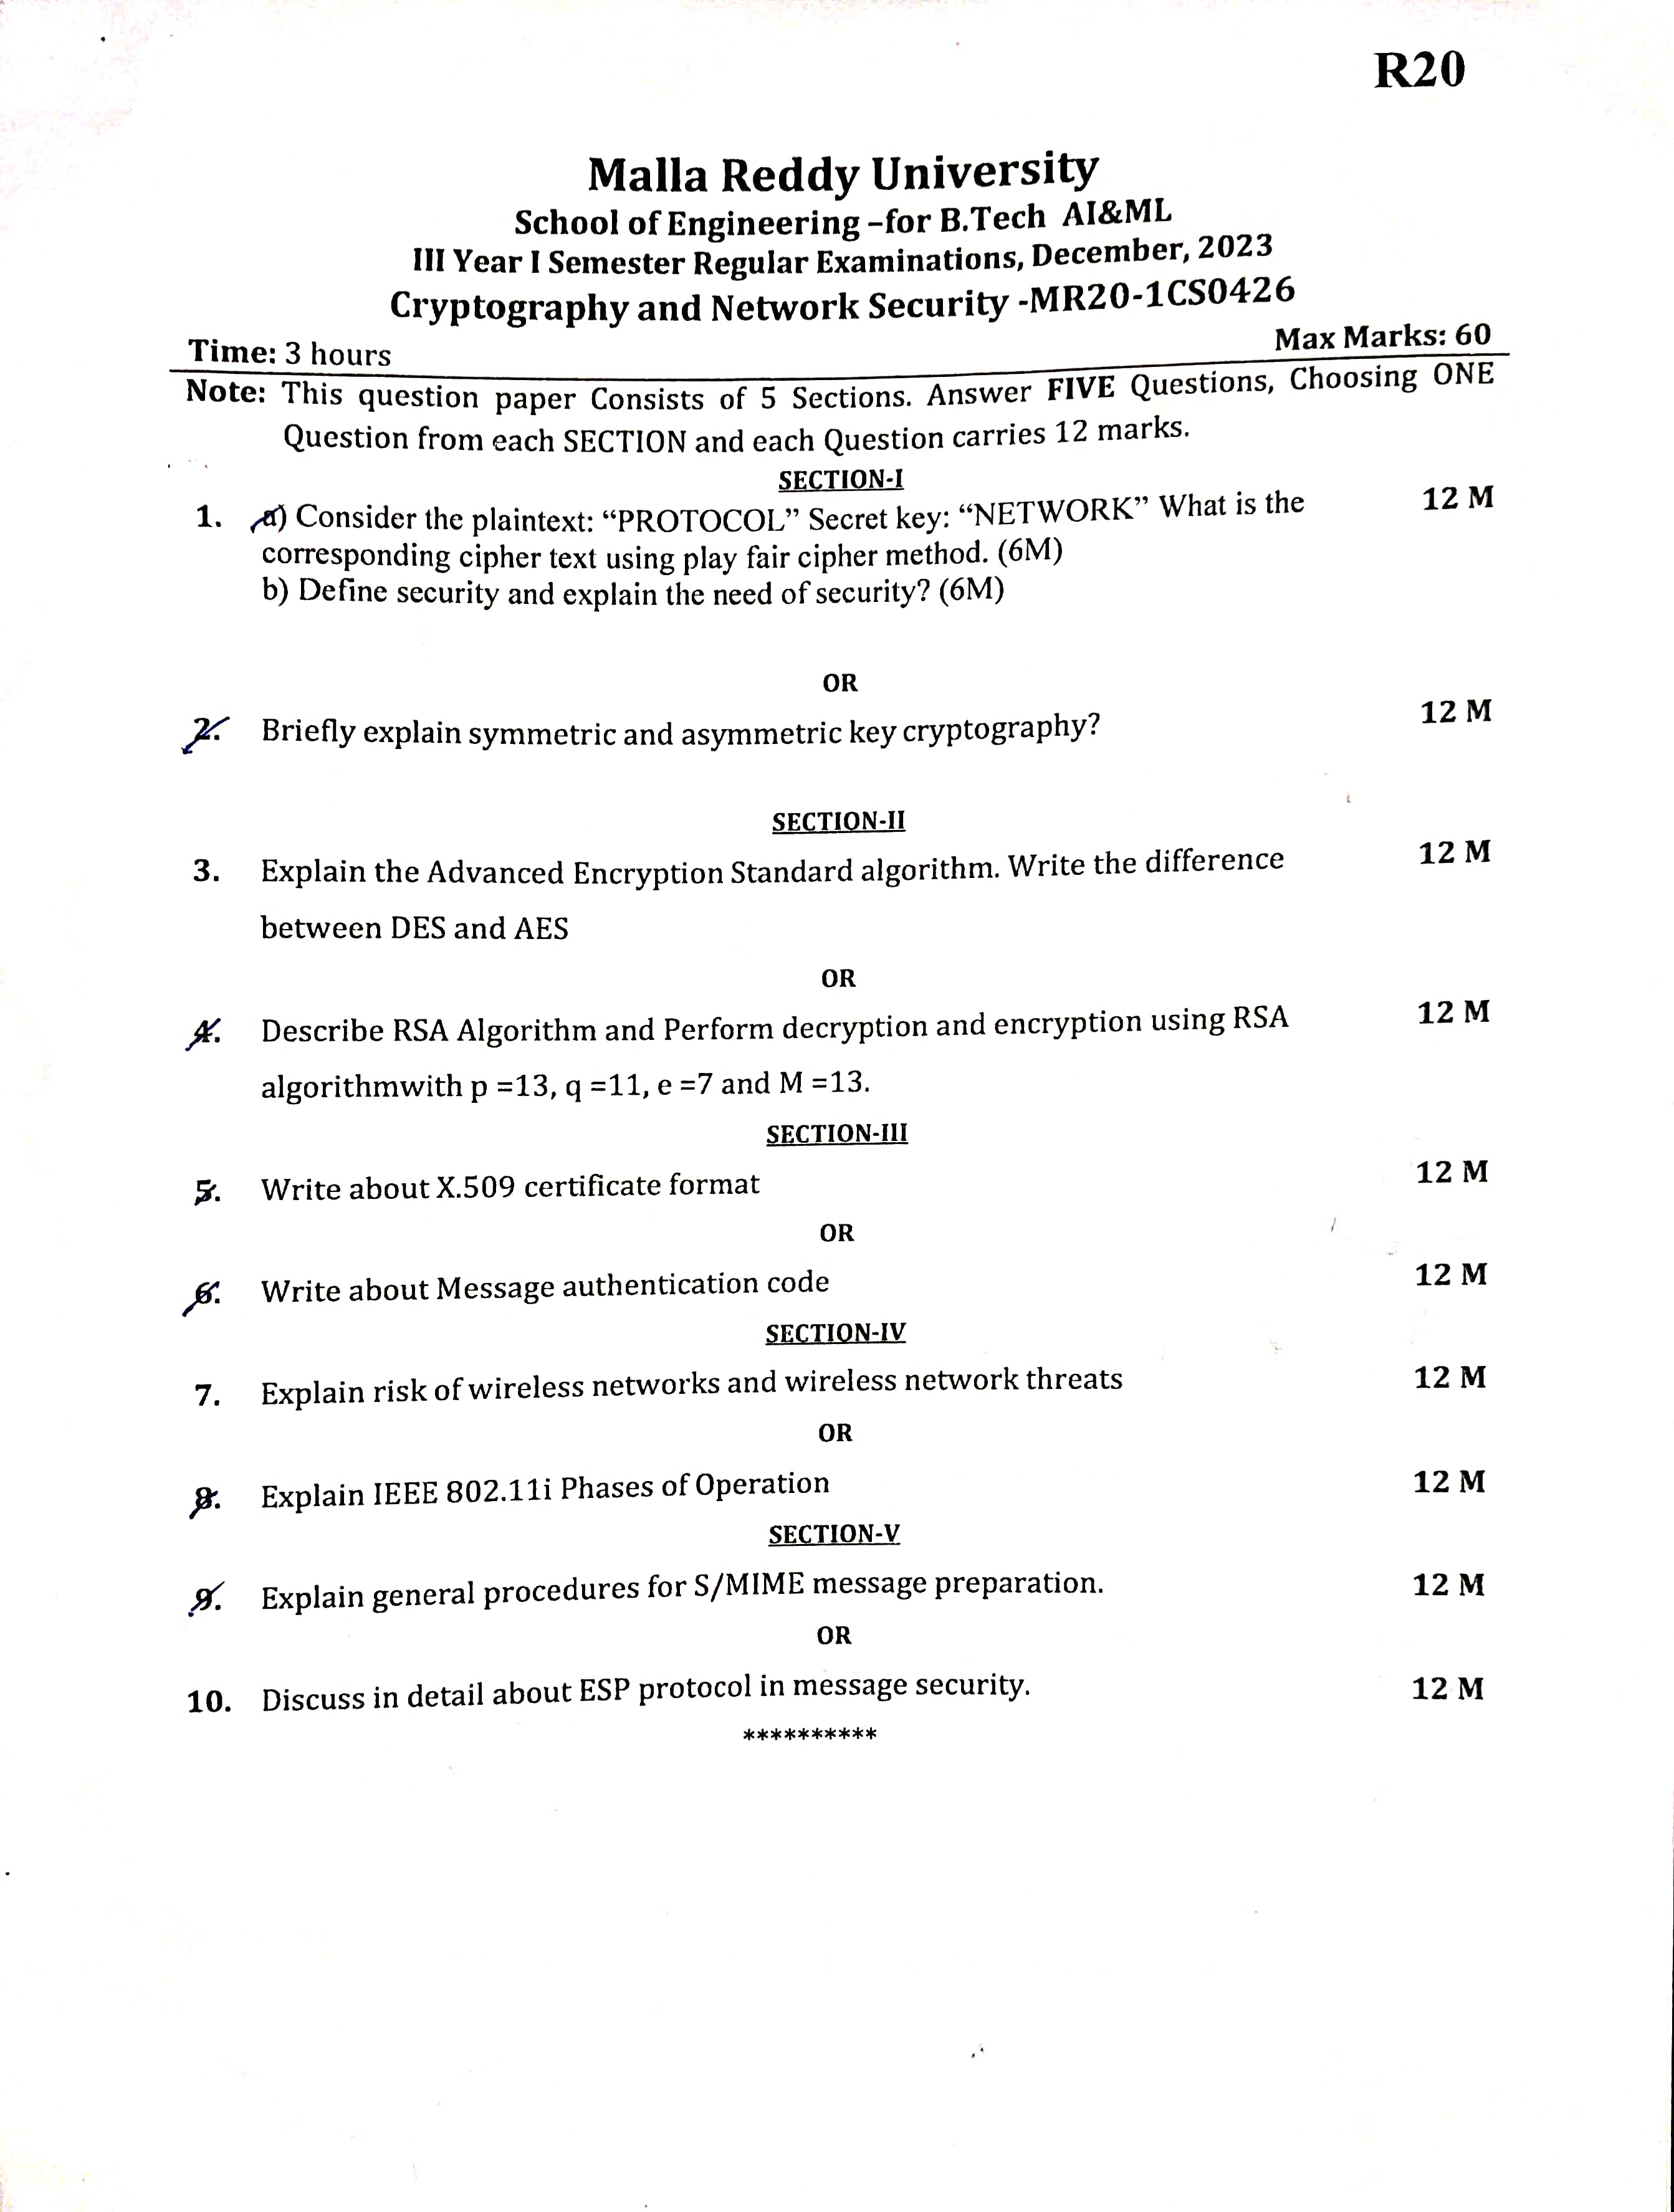 R20
Malla Reddy University
School of Engineering –for B.Tech AI&ML
III Year I Semester Regular Examinations, December, 2023
Cryptography and Network Security -MR20-1CS0426
Time: 3 hours Max Marks: 60
Note: This question paper Consists of 5 Sections. Answer FIVE Questions, Choosing ONE
Question from each SECTION and each Question carries 12 marks.
SECTION-I
1. a) Consider the plaintext: “PROTOCOL” Secret key: “NETWORK” What is the 12 M
corresponding cipher text using play fair cipher method. (6M)
b) Define security and explain the need of security? (6M)
OR
2. Briefly explain symmetric and asymmetric key cryptography? 12 M
SECTION-II
3. Explain the Advanced Encryption Standard algorithm. Write the difference 12 M
between DES and AES
OR
4. Describe RSA Algorithm and Perform decryption and encryption using RSA 12 M
algorithmwith p =13, q =11, e =7 and M =13.
SECTION-III
5. Write about X.509 certificate format 12 M
OR
6. Write about Message authentication code 12 M
SECTION-IV
7. Explain risk of wireless networks and wireless network threats 12 M
OR
8. Explain IEEE 802.11i Phases of Operation 12 M
SECTION-V
9. Explain general procedures for S/MIME message preparation. 12 M
OR
10. Discuss in detail about ESP protocol in message security. 12 M
**********